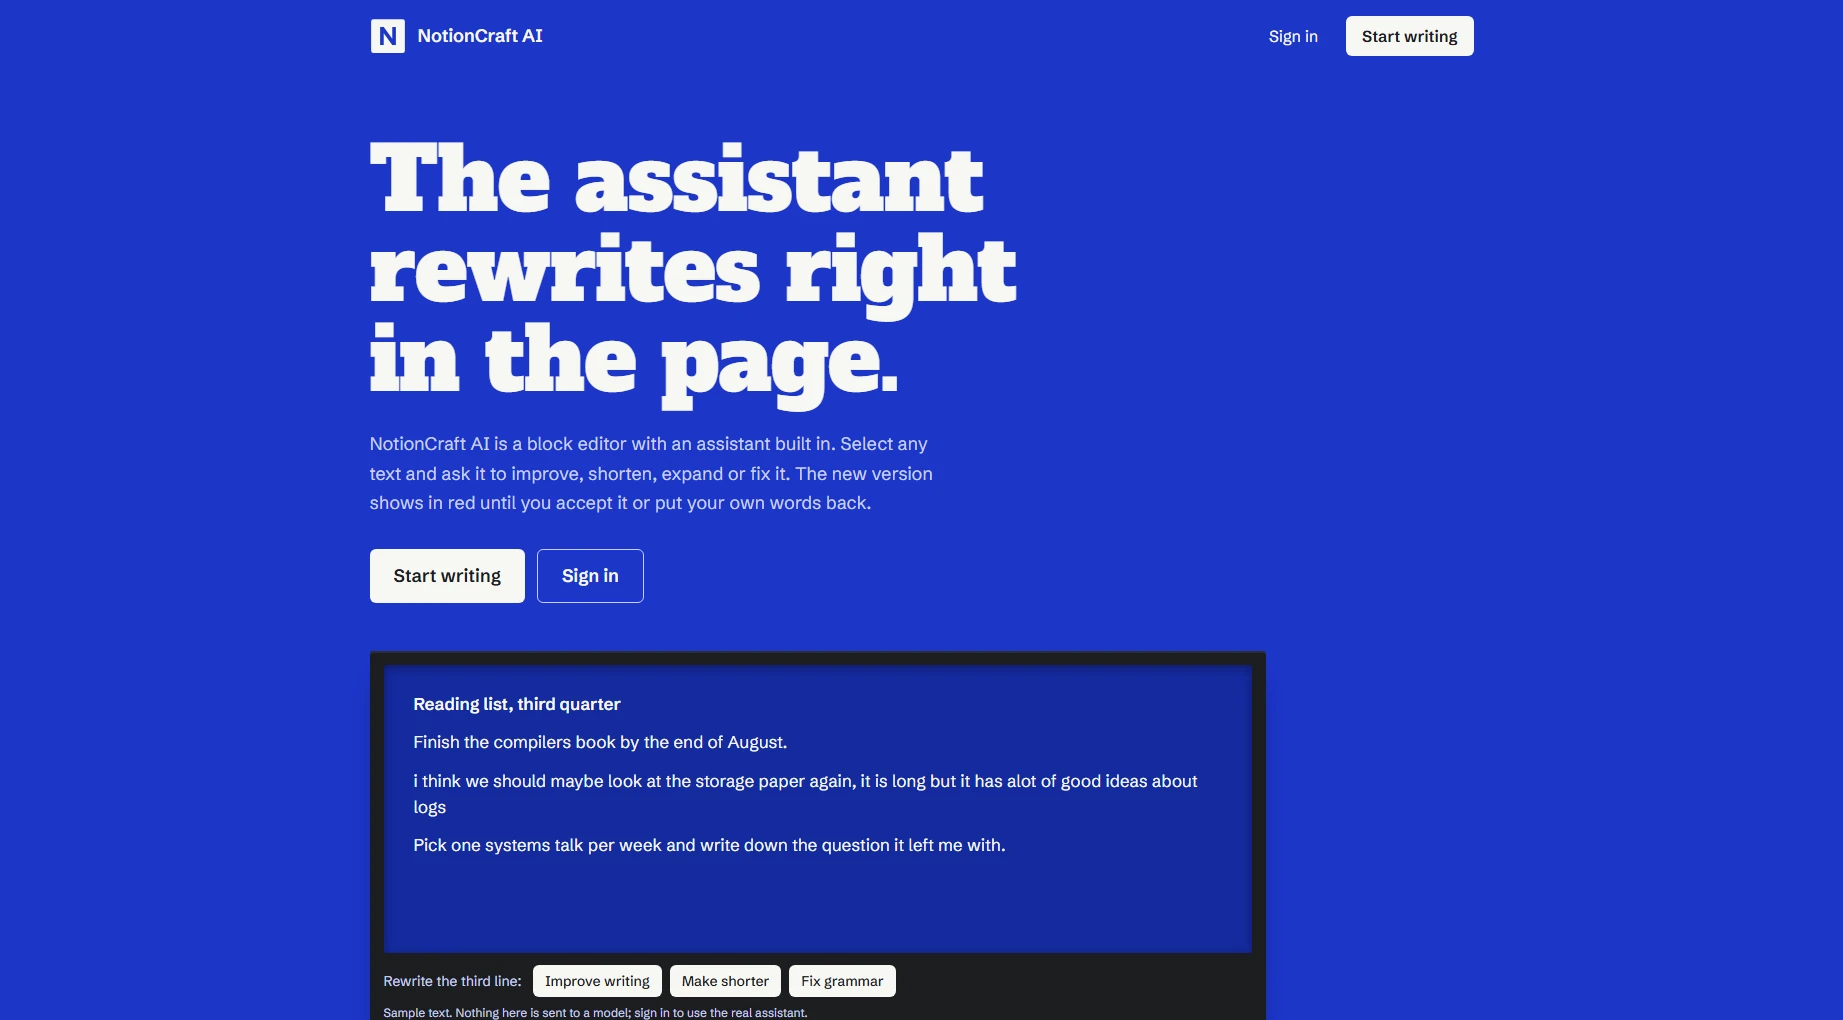 N NotionCraft AI
Sign in
Start writing
The assistant
rewrites right
in the page.
NotionCraft AI is a block editor with an assistant built in. Select any
text and ask it to improve, shorten, expand or fix it. The new version
shows in red until you accept it or put your own words back.
Start writing
Sign in
Reading list, third quarter
Finish the compilers book by the end of August.
i think we should maybe look at the storage paper again, it is long but it has alot of good ideas about
logs
Pick one systems talk per week and write down the question it left me with.
Rewrite the third line:
Improve writing
Make shorter
Fix grammar
Sample text. Nothing here is sent to a model; sign in to use the real assistant.